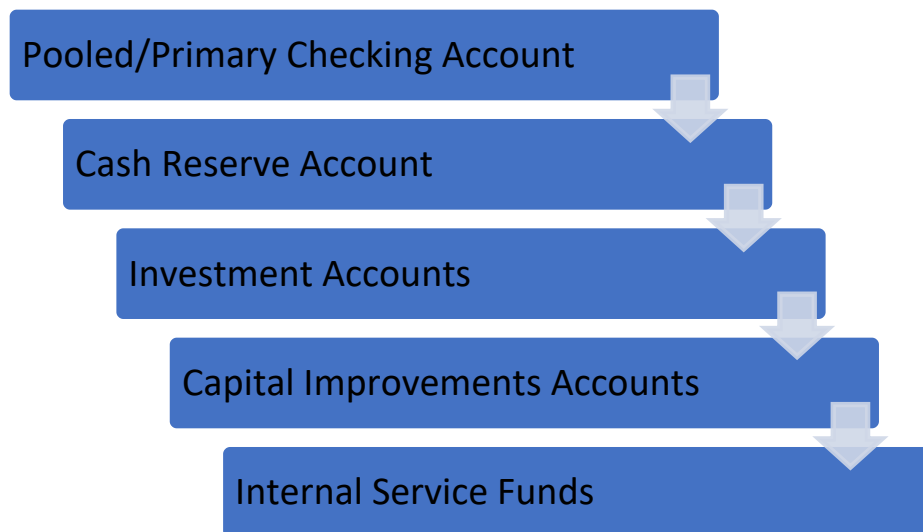 Pooled/Primary Checking Account
Cash Reserve Account
Investment Accounts
Capital Improvements Accounts
Internal Service Funds